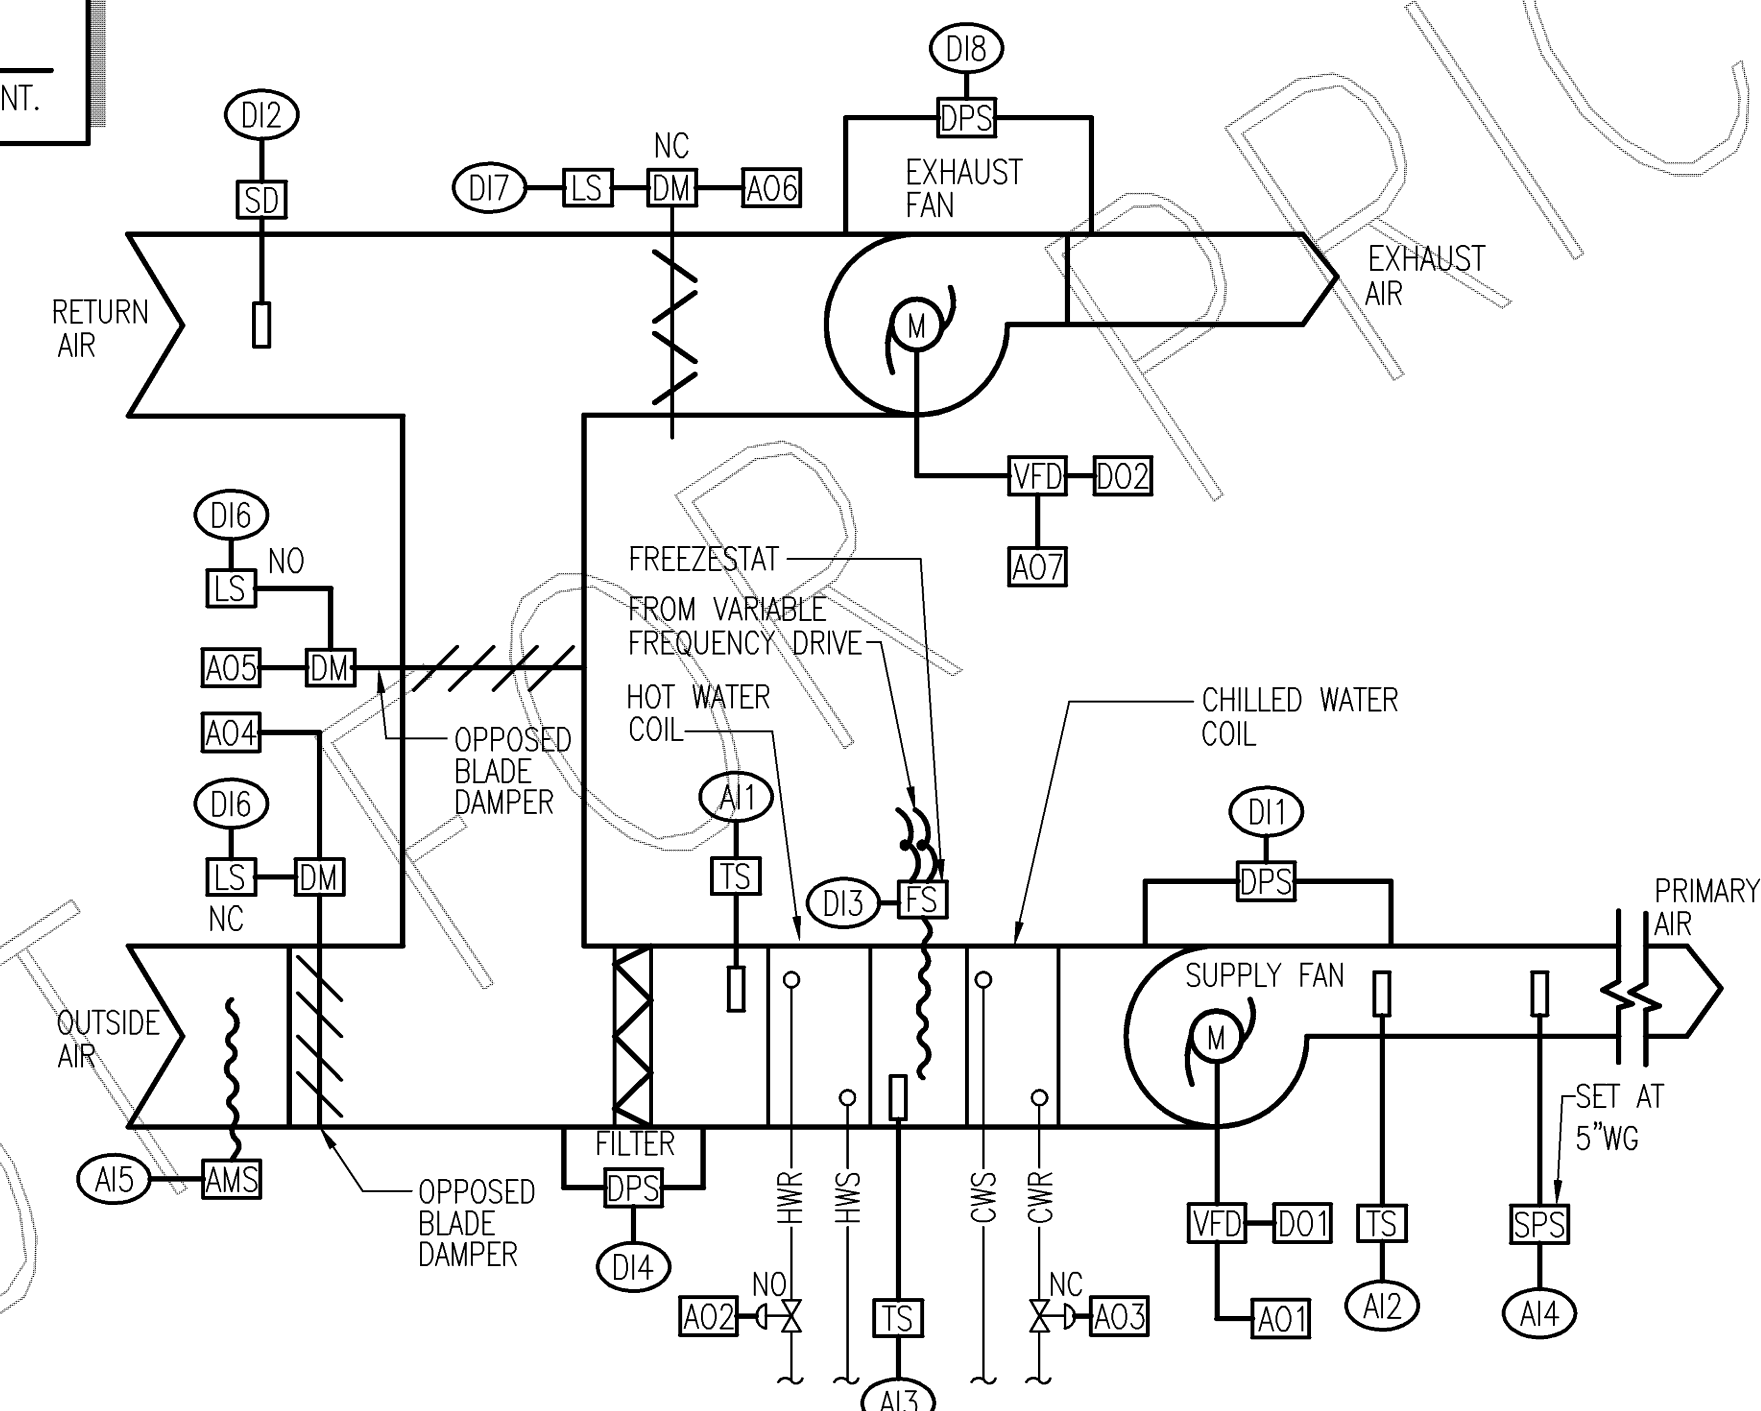 NT.
DI8
DPS
DI2
SD
NC
DI7
LS
DM
AO6
EXHAUST
FAN
EXHAUST
AIR
RETURN
AIR
M
VFD
DO2
AO7
DI6
NO
LS
AO5
DM
AO4
DI6
LS
DM
NC
OPPOSED
BLADE
DAMPER
FREEZESTAT
FROM VARIABLE
FREQUENCY DRIVE
HOT WATER
COIL
CHILLED WATER
COIL
AI1
TS
DI3
FS
DI1
DPS
PRIMARY
AIR
SUPPLY FAN
M
OUTSIDE
AIR
AI5
AMS
OPPOSED
BLADE
DAMPER
FILTER
DPS
DI4
HWR
HWS
CWS
CWR
NO
AO2
TS
AI3
NC
AO3
VFD
DO1
AO1
TS
AI2
SPS
AI4
SET AT
5"WG